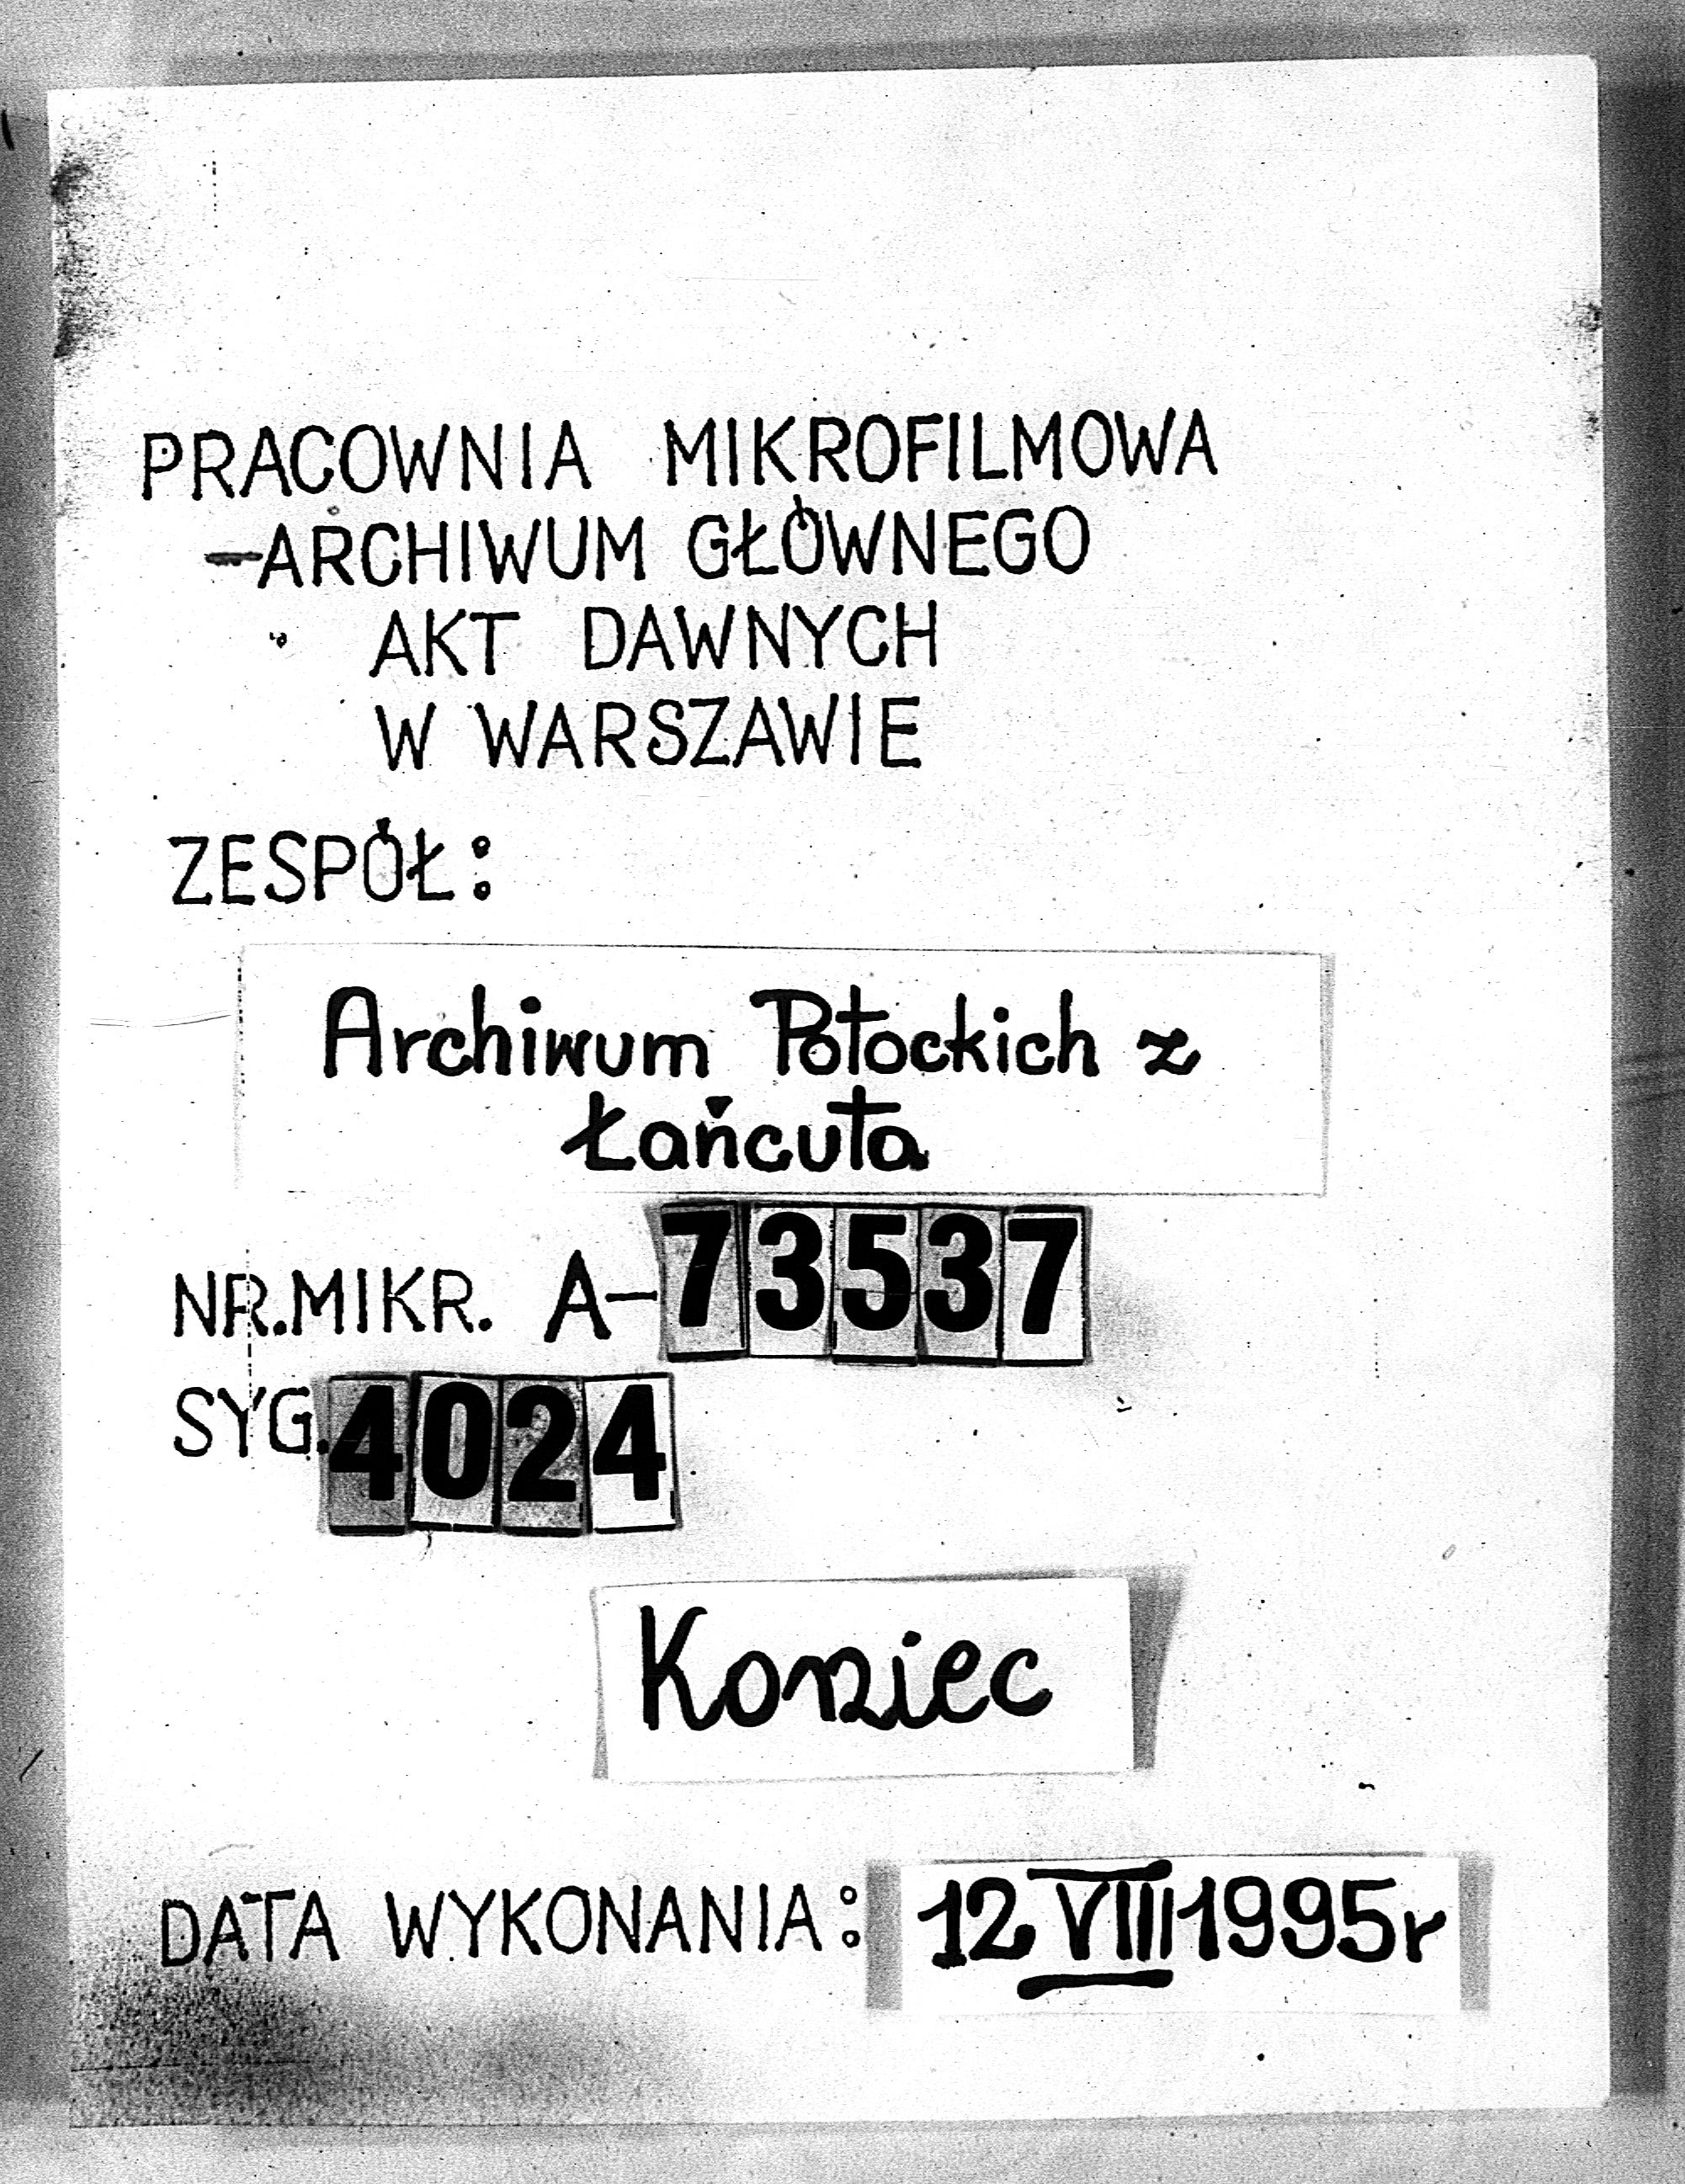 PRACOWNIA MIKROFILMOWA
ARCHIWUM GŁÓWNEGO
AKT DAWNYCH
W WARSZAWIE
ZESPÓŁ:
Archiwum Potockich z
Łańcuta
NR.MIKR. A-73537
SYG.4024
Koniec
DATA WYKONANIA: 12 VIII 1995r